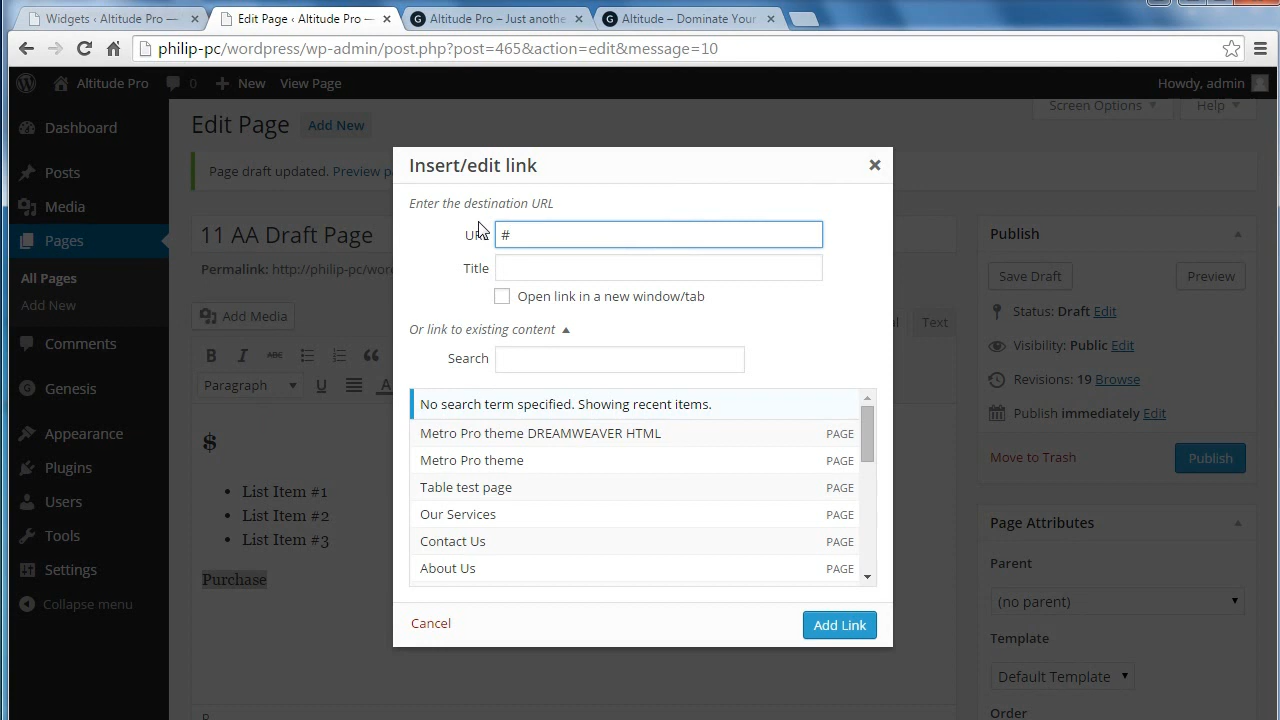 Widgets ‹ Altitude Pro —
Edit Page ‹ Altitude Pro —
Altitude Pro – Just anothe
Altitude – Dominate Your
philip-pc/wordpress/wp-admin/post.php?post=465&action=edit&message=10
Altitude Pro
0
New
View Page
Howdy, admin
Dashboard
Posts
Media
Pages
All Pages
Add New
Comments
Genesis
Appearance
Plugins
Users
Tools
Settings
Collapse menu
Edit Page
Add New
Screen Options
Help
Page draft updated. Preview p
11 AA Draft Page
Permalink: http://philip-pc/wor
Add Media
Text
B I ABC
Paragraph
U
A
$
List Item #1
List Item #2
List Item #3
Purchase
Insert/edit link
Enter the destination URL
URL #
Title
Open link in a new window/tab
Or link to existing content
Search
No search term specified. Showing recent items.
Metro Pro theme DREAMWEAVER HTML PAGE
Metro Pro theme PAGE
Table test page PAGE
Our Services PAGE
Contact Us PAGE
About Us PAGE
Cancel
Add Link
Publish
Save Draft
Preview
Status: Draft Edit
Visibility: Public Edit
Revisions: 19 Browse
Publish immediately Edit
Move to Trash
Publish
Page Attributes
Parent
(no parent)
Template
Default Template
Order